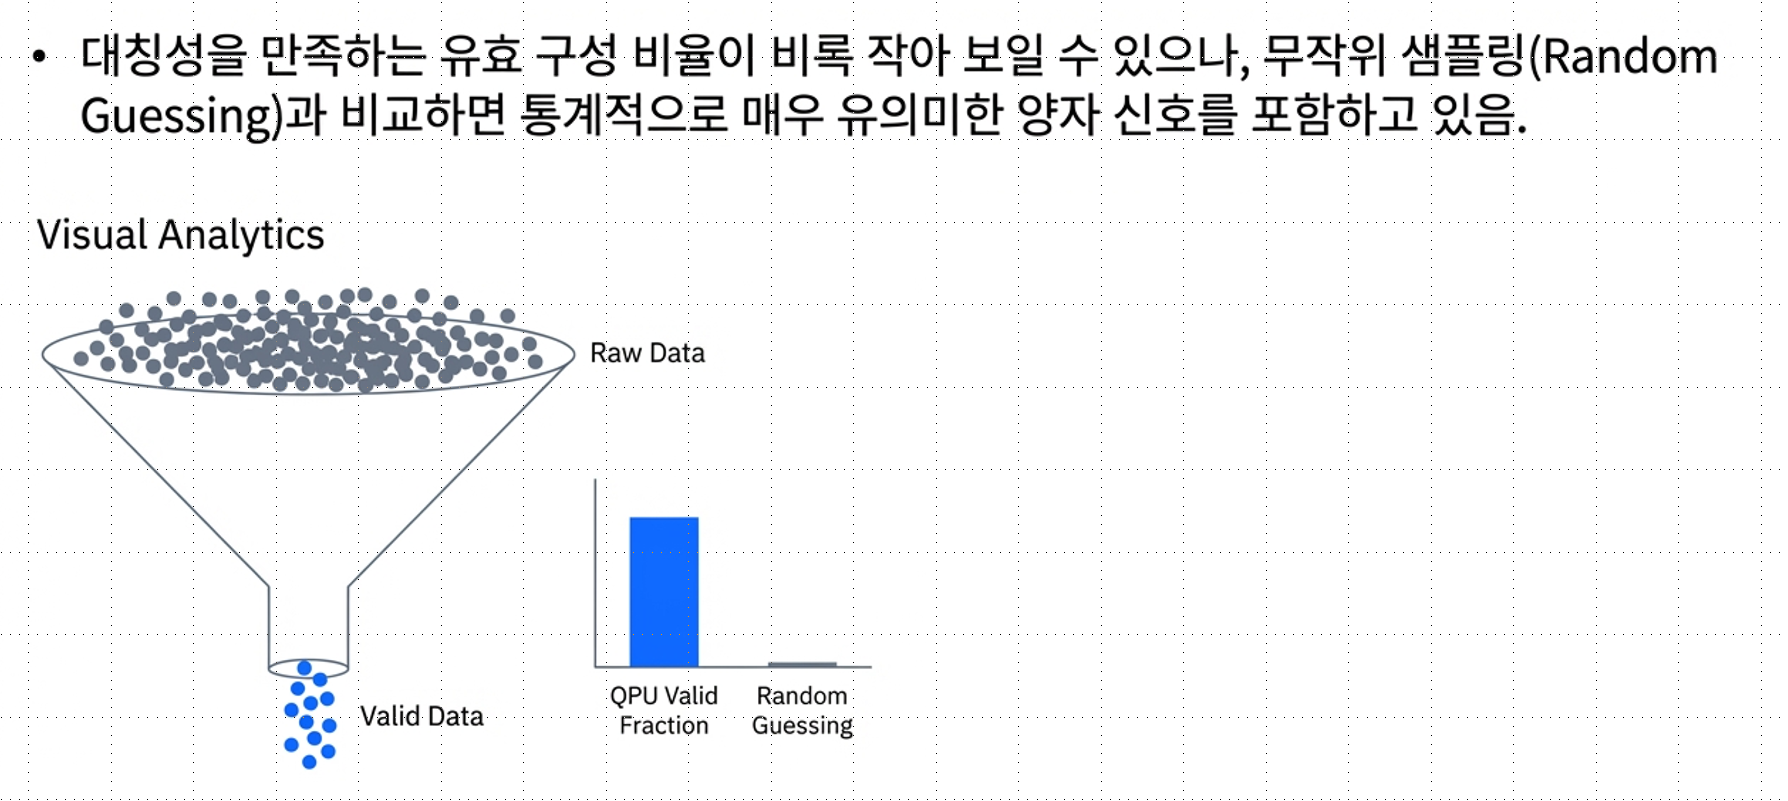 • 대칭성을 만족하는 유효 구성 비율이 비록 작아 보일 수 있으나, 무작위 샘플링(Random
Guessing)과 비교하면 통계적으로 매우 유의미한 양자 신호를 포함하고 있음.
Visual Analytics
Raw Data
Valid Data
QPU Valid
Fraction
Random
Guessing